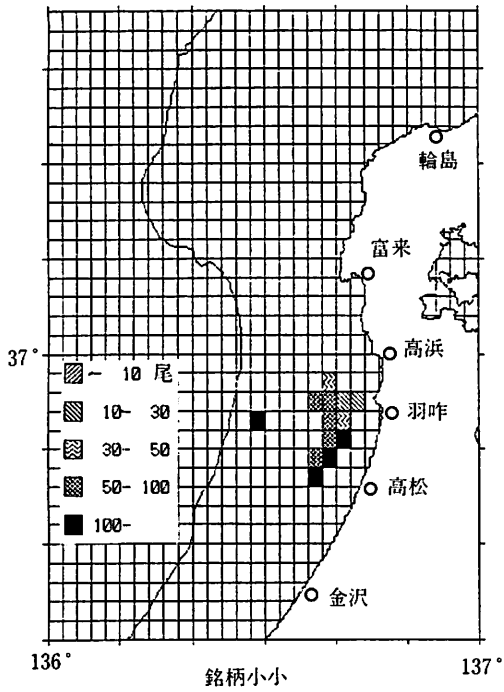 輪島
富来
37°
高浜
～ 10 尾
10- 30
羽咋
30- 50
50- 100
高松
100-
金沢
136°
137°
銘柄小小